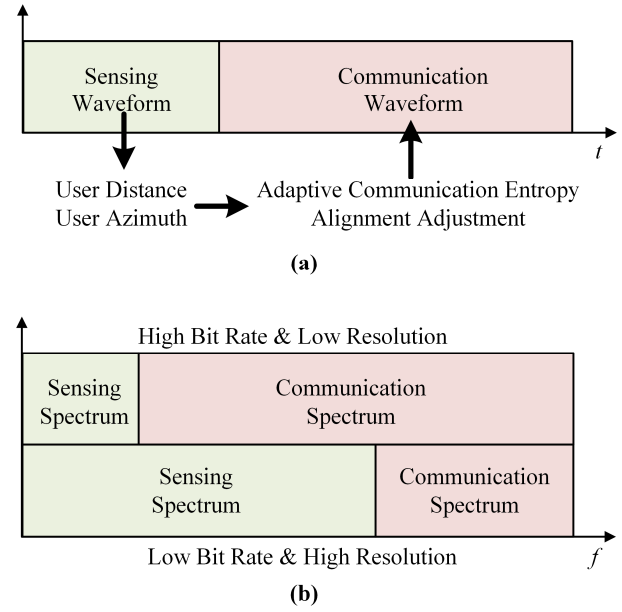 Sensing
Waveform
Communication
Waveform
t
User Distance
User Azimuth
Adaptive Communication Entropy
Alignment Adjustment
(a)
High Bit Rate & Low Resolution
Sensing
Spectrum
Communication
Spectrum
Sensing
Spectrum
Communication
Spectrum
Low Bit Rate & High Resolution
f
(b)